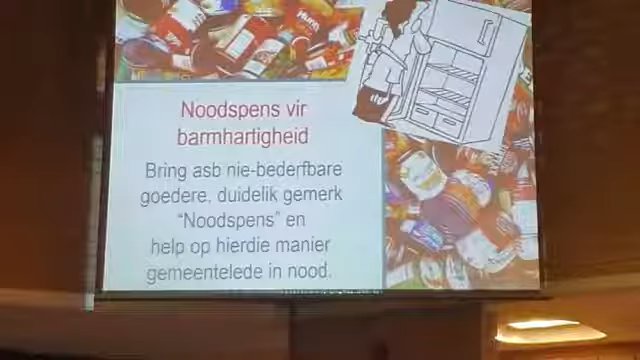 Noodspens vir
barmhartigheid
Bring asb nie-bederfbare
goedere, duidelik gemerk
“Noodspens” en
help op hierdie manier
gemeentelede in nood.